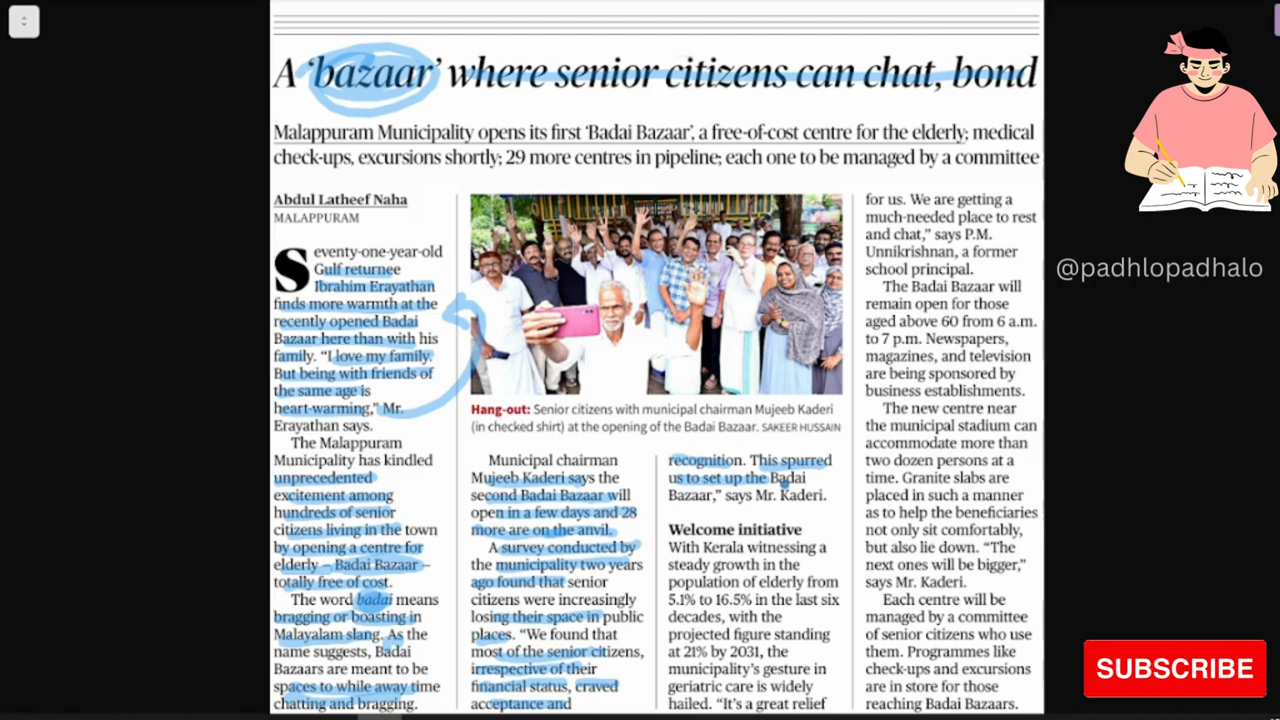 A ‘bazaar’ where senior citizens can chat, bond
Malappuram Municipality opens its first ‘Badai Bazaar’, a free-of-cost centre for the elderly; medical
check-ups, excursions shortly; 29 more centres in pipeline; each one to be managed by a committee
Abdul Latheef Naha
MALAPPURAM
Seventy-one-year-old
Gulf returnee
Ibrahim Erayathan
finds more warmth at the
recently opened Badai
Bazaar here than with his
family. “I love my family.
But being with friends of
the same age is
heart-warming,” Mr.
Erayathan says.
The Malappuram
Municipality has kindled
unprecedented
excitement among
hundreds of senior
citizens living in the town
by opening a centre for
elderly – Badai Bazaar –
totally free of cost.
The word badai means
bragging or boasting in
Malayalam slang. As the
name suggests, Badai
Bazaars are meant to be
spaces to while away time
chatting and bragging.
Hang-out: Senior citizens with municipal chairman Mujeeb Kaderi
(in checked shirt) at the opening of the Badai Bazaar. SAKEER HUSSAIN
Municipal chairman
Mujeeb Kaderi says the
second Badai Bazaar will
open in a few days and 28
more are on the anvil.
A survey conducted by
the municipality two years
ago found that senior
citizens were increasingly
losing their space in public
places. “We found that
most of the senior citizens,
irrespective of their
financial status, craved
acceptance and
recognition. This spurred
us to set up the Badai
Bazaar,” says Mr. Kaderi.
Welcome initiative
With Kerala witnessing a
steady growth in the
population of elderly from
5.1% to 16.5% in the last six
decades, with the
projected figure standing
at 21% by 2031, the
municipality’s gesture in
geriatric care is widely
hailed. “It’s a great relief
for us. We are getting a
much-needed place to rest
and chat,” says P.M.
Unnikrishnan, a former
school principal.
The Badai Bazaar will
remain open for those
aged above 60 from 6 a.m.
to 7 p.m. Newspapers,
magazines, and television
are being sponsored by
business establishments.
The new centre near
the municipal stadium can
accommodate more than
two dozen persons at a
time. Granite slabs are
placed in such a manner
as to help the beneficiaries
not only sit comfortably,
but also lie down. “The
next ones will be bigger,”
says Mr. Kaderi.
Each centre will be
managed by a committee
of senior citizens who use
them. Programmes like
check-ups and excursions
are in store for those
reaching Badai Bazaars.
@padhlopadhalo
SUBSCRIBE